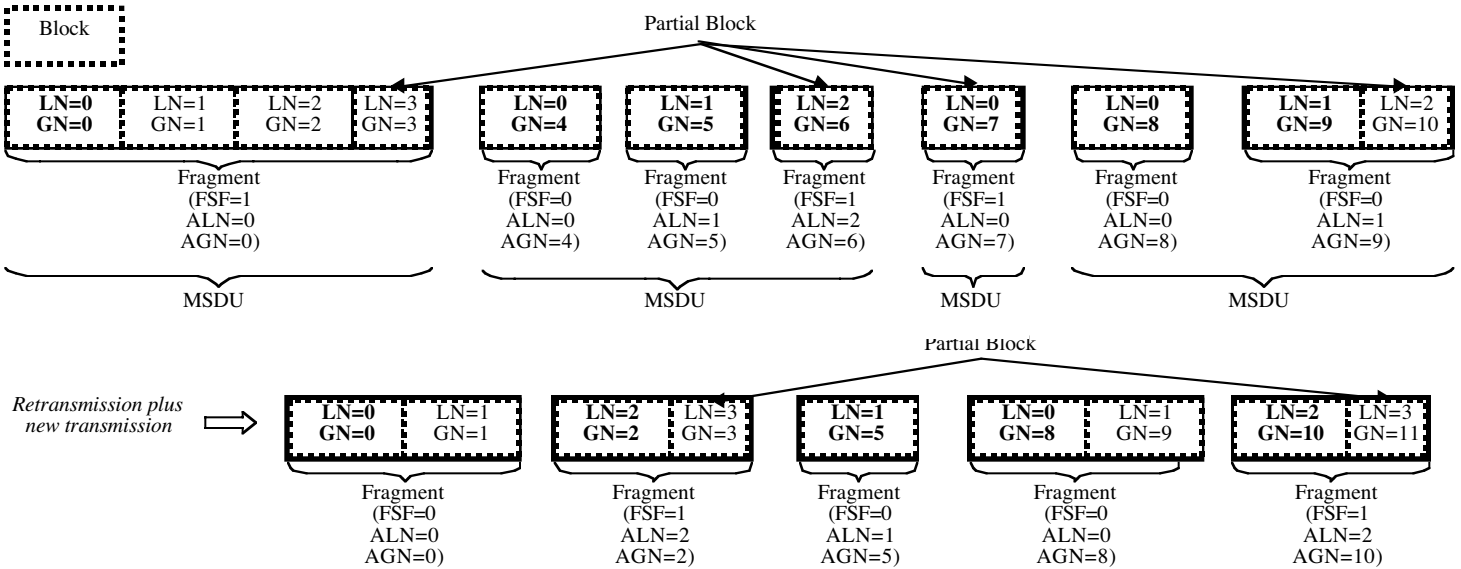 Block
Partial Block
LN=0 LN=1 LN=2 LN=3 LN=0 LN=1 LN=2 LN=0 LN=0 LN=1 LN=2
GN=0 GN=1 GN=2 GN=3 GN=4 GN=5 GN=6 GN=7 GN=8 GN=9 GN=10
Fragment Fragment Fragment Fragment Fragment Fragment Fragment
(FSF=1 (FSF=0 (FSF=0 (FSF=1 (FSF=1 (FSF=0 (FSF=0
ALN=0 ALN=0 ALN=1 ALN=2 ALN=0 ALN=0 ALN=1
AGN=0) AGN=4) AGN=5) AGN=6) AGN=7) AGN=8) AGN=9)
MSDU MSDU MSDU MSDU
Partial Block
Retransmission plus
new transmission
LN=0 LN=1 LN=2 LN=3 LN=1 LN=0 LN=1 LN=2 LN=3
GN=0 GN=1 GN=2 GN=3 GN=5 GN=8 GN=9 GN=10 GN=11
Fragment Fragment Fragment Fragment Fragment
(FSF=0 (FSF=1 (FSF=0 (FSF=0 (FSF=1
ALN=0 ALN=2 ALN=1 ALN=0 ALN=2
AGN=0) AGN=2) AGN=5) AGN=8) AGN=10)